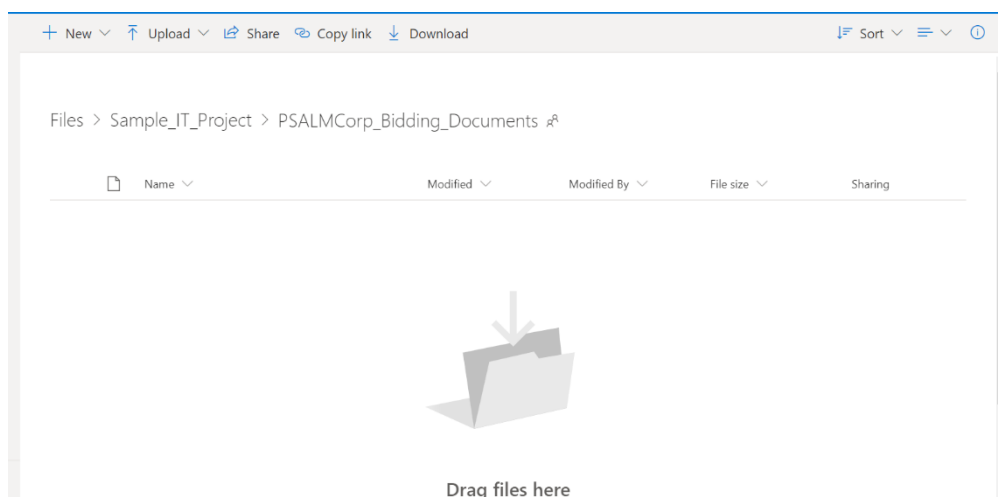 New Upload Share Copy link Download Sort
Files > Sample_IT_Project > PSALMCorp_Bidding_Documents
Name Modified Modified By File size Sharing
Drag files here